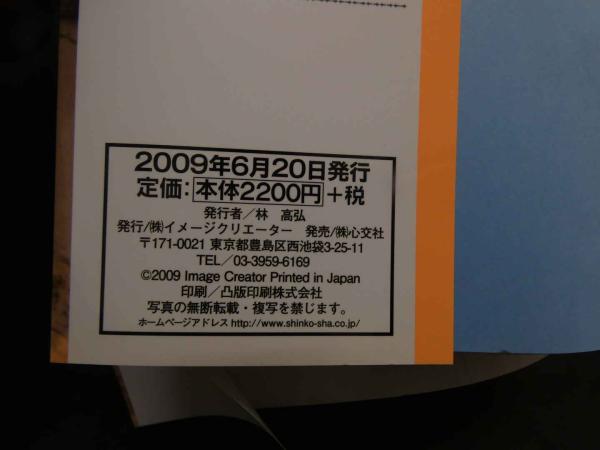 2009年6月20日発行
定価：本体2200円＋税
発行者／林　高弘
発行／㈱イメージクリエーター　発売／㈱心交社
〒171-0021 東京都豊島区西池袋3-25-11
TEL／03-3959-6169
©2009 Image Creator Printed in Japan
印刷／凸版印刷株式会社
写真の無断転載・複写を禁じます。
ホームページアドレス http://www.shinko-sha.co.jp/